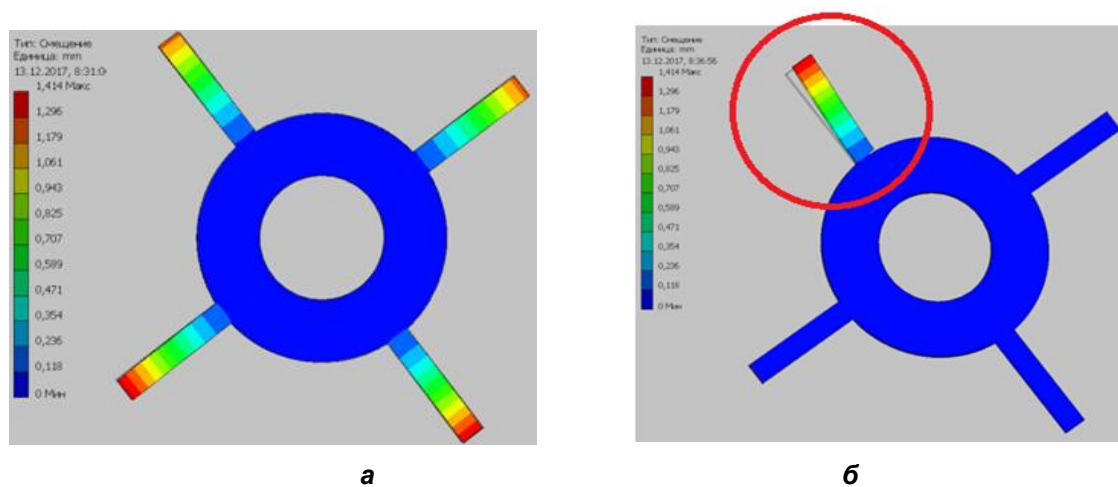 Тип: Смещение
Единица: mm
13.12.2017, 8:31:0
1,414 Макс
1,296
1,179
1,061
0,943
0,825
0,707
0,589
0,471
0,354
0,236
0,118
0 Мин
Тип: Смещение
Единица: mm
13.12.2017, 8:36:56
1,414 Макс
1,296
1,179
1,061
0,943
0,825
0,707
0,589
0,471
0,354
0,236
0,118
0 Мин
а
б